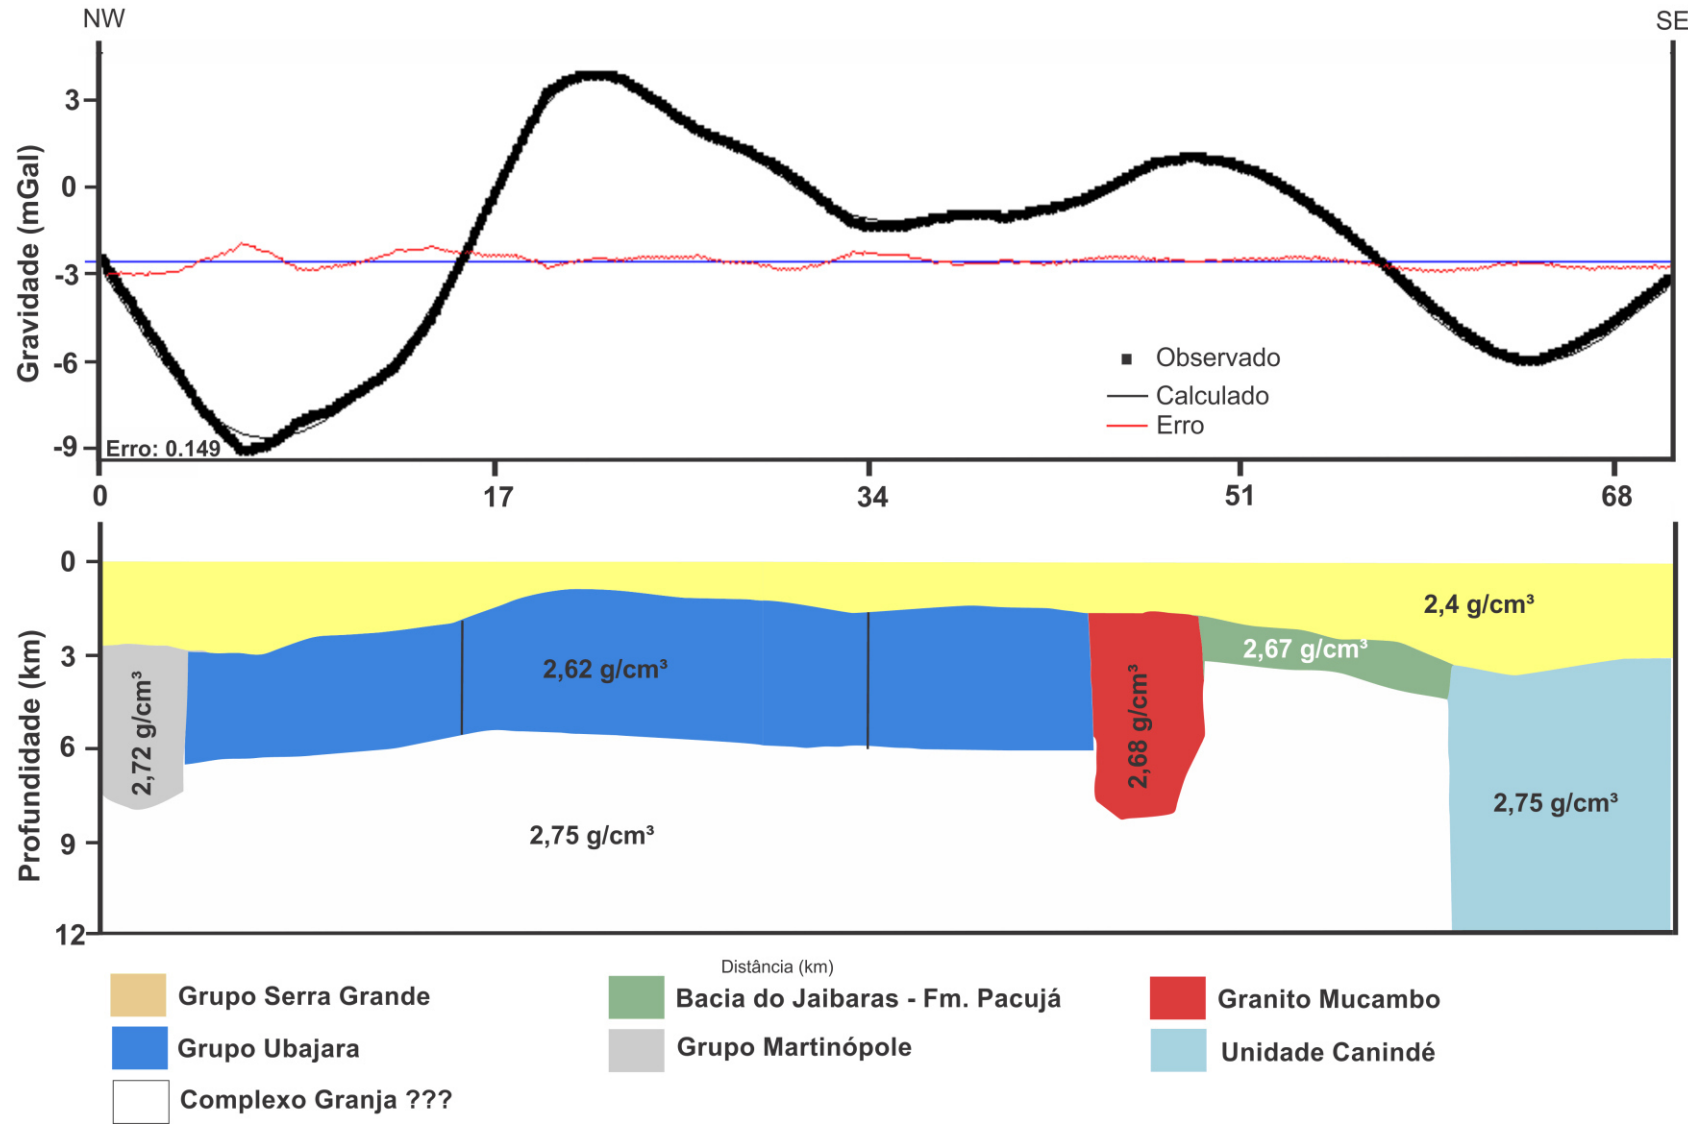 NW
SE
Gravidade (mGal)
3
0
-3
-6
-9
Observado
Calculado
Erro
Erro: 0.149
0 17 34 51 68
Profundidade (km)
0
3
6
9
12
2,4 g/cm³
2,72 g/cm³
2,62 g/cm³
2,68 g/cm³
2,67 g/cm³
2,75 g/cm³
2,75 g/cm³
Distância (km)
Grupo Serra Grande
Bacia do Jaibaras - Fm. Pacujá
Granito Mucambo
Grupo Ubajara
Grupo Martinópole
Unidade Canindé
Complexo Granja ???